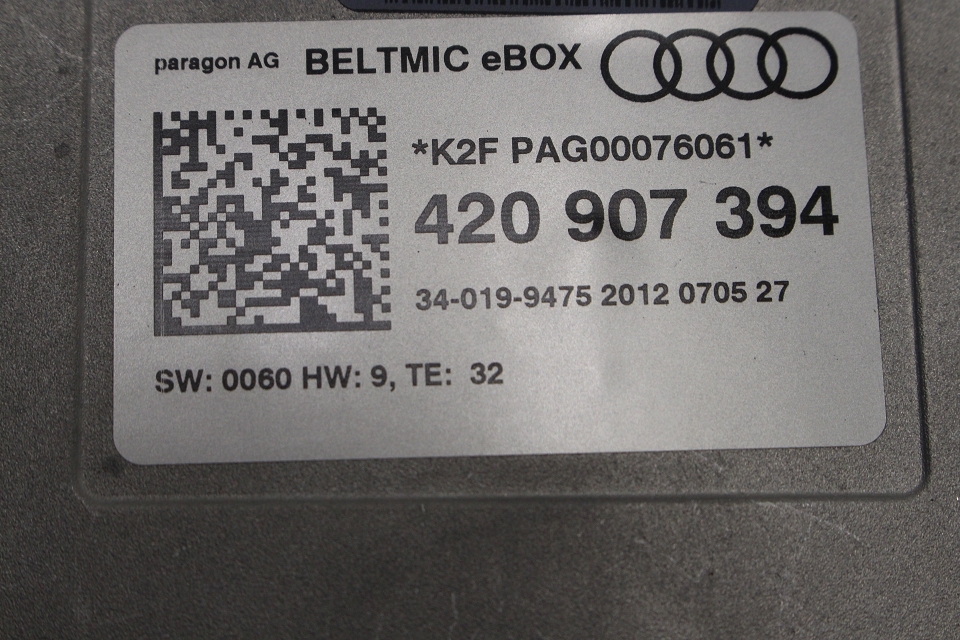 paragon AG BELTMIC eBOX
*K2F PAG00076061*
420 907 394
34-019-9475 2012 0705 27
SW: 0060 HW: 9, TE: 32